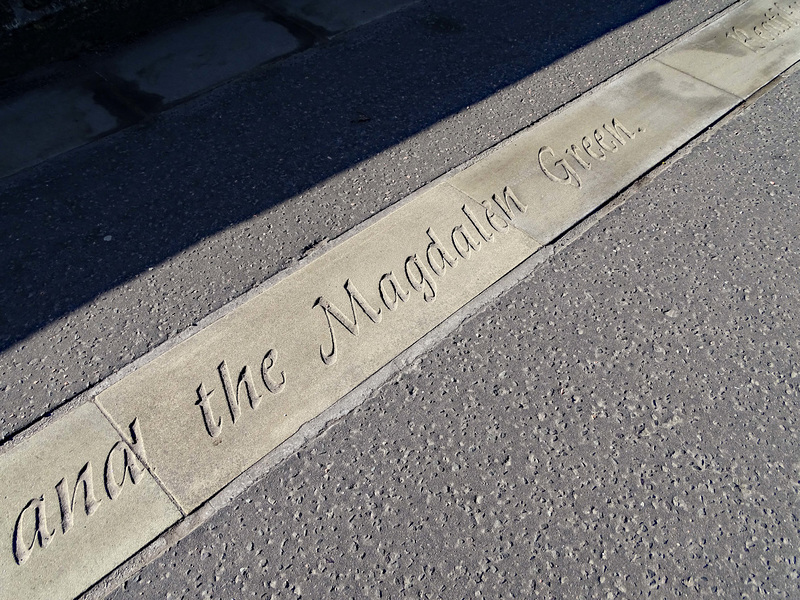 and the Magdalen Green.